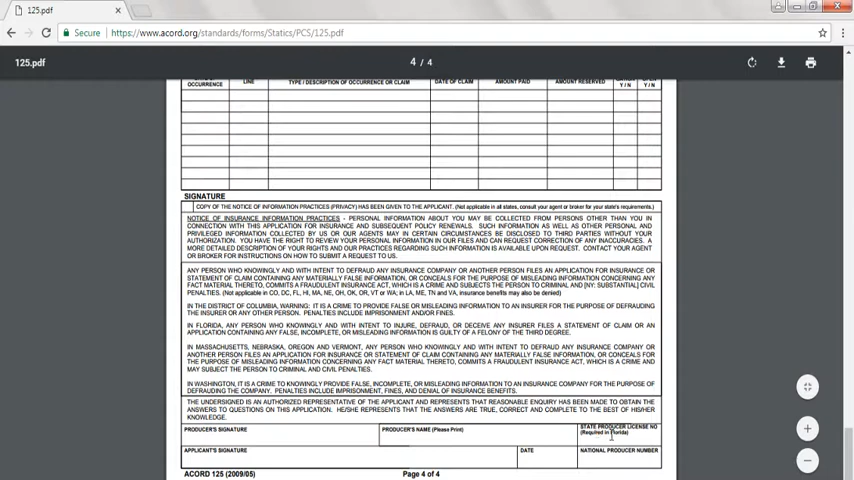 125.pdf
Secure
https://www.acord.org/standards/forms/Statics/PCS/125.pdf
125.pdf
4 / 4
OCCURRENCE
LINE
TYPE / DESCRIPTION OF OCCURRENCE OR CLAIM
DATE OF CLAIM
AMOUNT PAID
AMOUNT RESERVED
Y / N
Y / N
SIGNATURE
COPY OF THE NOTICE OF INFORMATION PRACTICES (PRIVACY) HAS BEEN GIVEN TO THE APPLICANT. (Not applicable in all states, consult your agent or broker for your state's requirements.)
NOTICE OF INSURANCE INFORMATION PRACTICES - PERSONAL INFORMATION ABOUT YOU MAY BE COLLECTED FROM PERSONS OTHER THAN YOU IN
CONNECTION WITH THIS APPLICATION FOR INSURANCE AND SUBSEQUENT POLICY RENEWALS. SUCH INFORMATION AS WELL AS OTHER PERSONAL AND
PRIVILEGED INFORMATION COLLECTED BY US OR OUR AGENTS MAY IN CERTAIN CIRCUMSTANCES BE DISCLOSED TO THIRD PARTIES WITHOUT YOUR
AUTHORIZATION. YOU HAVE THE RIGHT TO REVIEW YOUR PERSONAL INFORMATION IN OUR FILES AND CAN REQUEST CORRECTION OF ANY INACCURACIES. A
MORE DETAILED DESCRIPTION OF YOUR RIGHTS AND OUR PRACTICES REGARDING SUCH INFORMATION IS AVAILABLE UPON REQUEST. CONTACT YOUR AGENT
OR BROKER FOR INSTRUCTIONS ON HOW TO SUBMIT A REQUEST TO US.
ANY PERSON WHO KNOWINGLY AND WITH INTENT TO DEFRAUD ANY INSURANCE COMPANY OR ANOTHER PERSON FILES AN APPLICATION FOR INSURANCE OR
STATEMENT OF CLAIM CONTAINING ANY MATERIALLY FALSE INFORMATION, OR CONCEALS FOR THE PURPOSE OF MISLEADING INFORMATION CONCERNING ANY
FACT MATERIAL THERETO, COMMITS A FRAUDULENT INSURANCE ACT, WHICH IS A CRIME AND SUBJECTS THE PERSON TO CRIMINAL AND [NY: SUBSTANTIAL] CIVIL
PENALTIES. (Not applicable in CO, DC, FL, HI, MA, NE, OH, OK, OR, VT or WA; in LA, ME, TN and VA, insurance benefits may also be denied)
IN THE DISTRICT OF COLUMBIA, WARNING: IT IS A CRIME TO PROVIDE FALSE OR MISLEADING INFORMATION TO AN INSURER FOR THE PURPOSE OF DEFRAUDING
THE INSURER OR ANY OTHER PERSON. PENALTIES INCLUDE IMPRISONMENT AND/OR FINES.
IN FLORIDA, ANY PERSON WHO KNOWINGLY AND WITH INTENT TO INJURE, DEFRAUD, OR DECEIVE ANY INSURER FILES A STATEMENT OF CLAIM OR AN
APPLICATION CONTAINING ANY FALSE, INCOMPLETE, OR MISLEADING INFORMATION IS GUILTY OF A FELONY OF THE THIRD DEGREE.
IN MASSACHUSETTS, NEBRASKA, OREGON AND VERMONT, ANY PERSON WHO KNOWINGLY AND WITH INTENT TO DEFRAUD ANY INSURANCE COMPANY OR
ANOTHER PERSON FILES AN APPLICATION FOR INSURANCE OR STATEMENT OF CLAIM CONTAINING ANY MATERIALLY FALSE INFORMATION, OR CONCEALS FOR
THE PURPOSE OF MISLEADING INFORMATION CONCERNING ANY FACT MATERIAL THERETO, COMMITS A FRAUDULENT INSURANCE ACT, WHICH IS A CRIME AND
MAY SUBJECT THE PERSON TO CRIMINAL AND CIVIL PENALTIES.
IN WASHINGTON, IT IS A CRIME TO KNOWINGLY PROVIDE FALSE, INCOMPLETE, OR MISLEADING INFORMATION TO AN INSURANCE COMPANY FOR THE PURPOSE OF
DEFRAUDING THE COMPANY. PENALTIES INCLUDE IMPRISONMENT, FINES, AND DENIAL OF INSURANCE BENEFITS.
THE UNDERSIGNED IS AN AUTHORIZED REPRESENTATIVE OF THE APPLICANT AND REPRESENTS THAT REASONABLE ENQUIRY HAS BEEN MADE TO OBTAIN THE
ANSWERS TO QUESTIONS ON THIS APPLICATION. HE/SHE REPRESENTS THAT THE ANSWERS ARE TRUE, CORRECT AND COMPLETE TO THE BEST OF HIS/HER
KNOWLEDGE.
PRODUCER'S SIGNATURE
PRODUCER'S NAME (Please Print)
STATE PRODUCER LICENSE NO
(Required in Florida)
APPLICANT'S SIGNATURE
DATE
NATIONAL PRODUCER NUMBER
ACORD 125 (2009/05)
Page 4 of 4